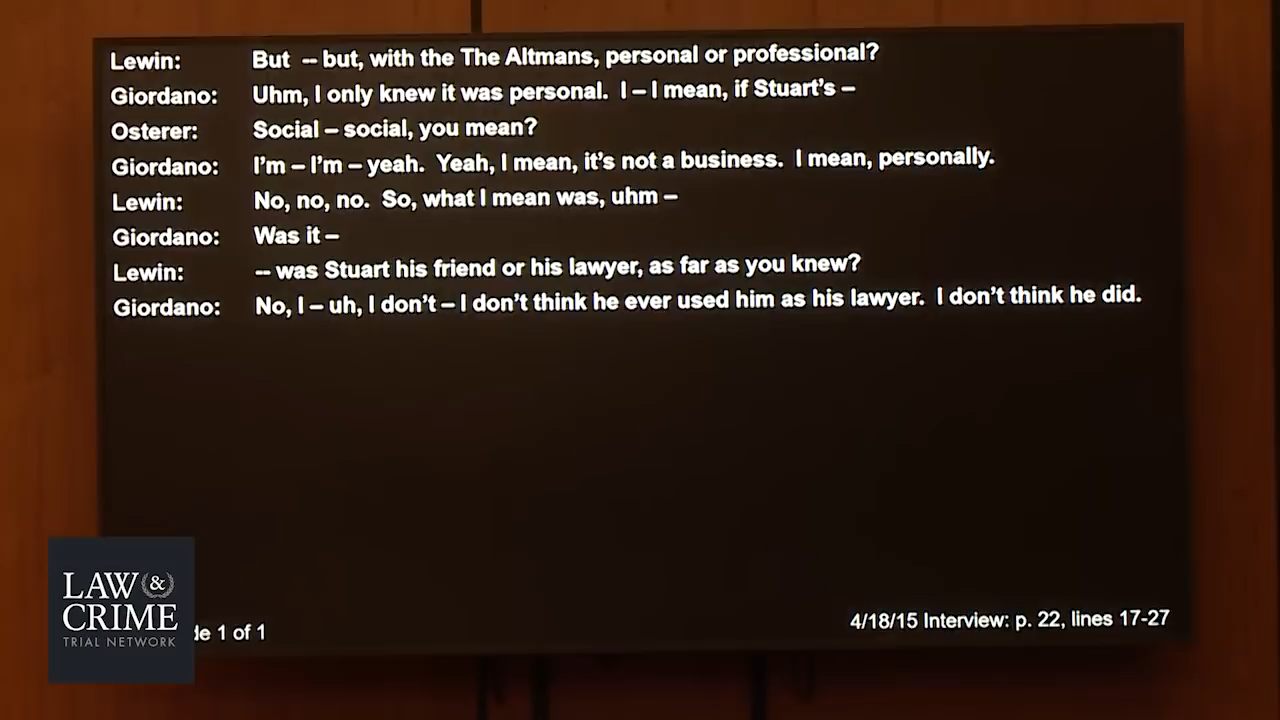 Lewin: But -- but, with the The Altmans, personal or professional?
Giordano: Uhm, I only knew it was personal. I – I mean, if Stuart's –
Osterer: Social – social, you mean?
Giordano: I'm – I'm – yeah. Yeah, I mean, it's not a business. I mean, personally.
Lewin: No, no, no. So, what I mean was, uhm –
Giordano: Was it –
Lewin: -- was Stuart his friend or his lawyer, as far as you knew?
Giordano: No, I – uh, I don't – I don't think he ever used him as his lawyer. I don't think he did.
4/18/15 Interview: p. 22, lines 17-27
de 1 of 1
LAW &
CRIME
TRIAL NETWORK